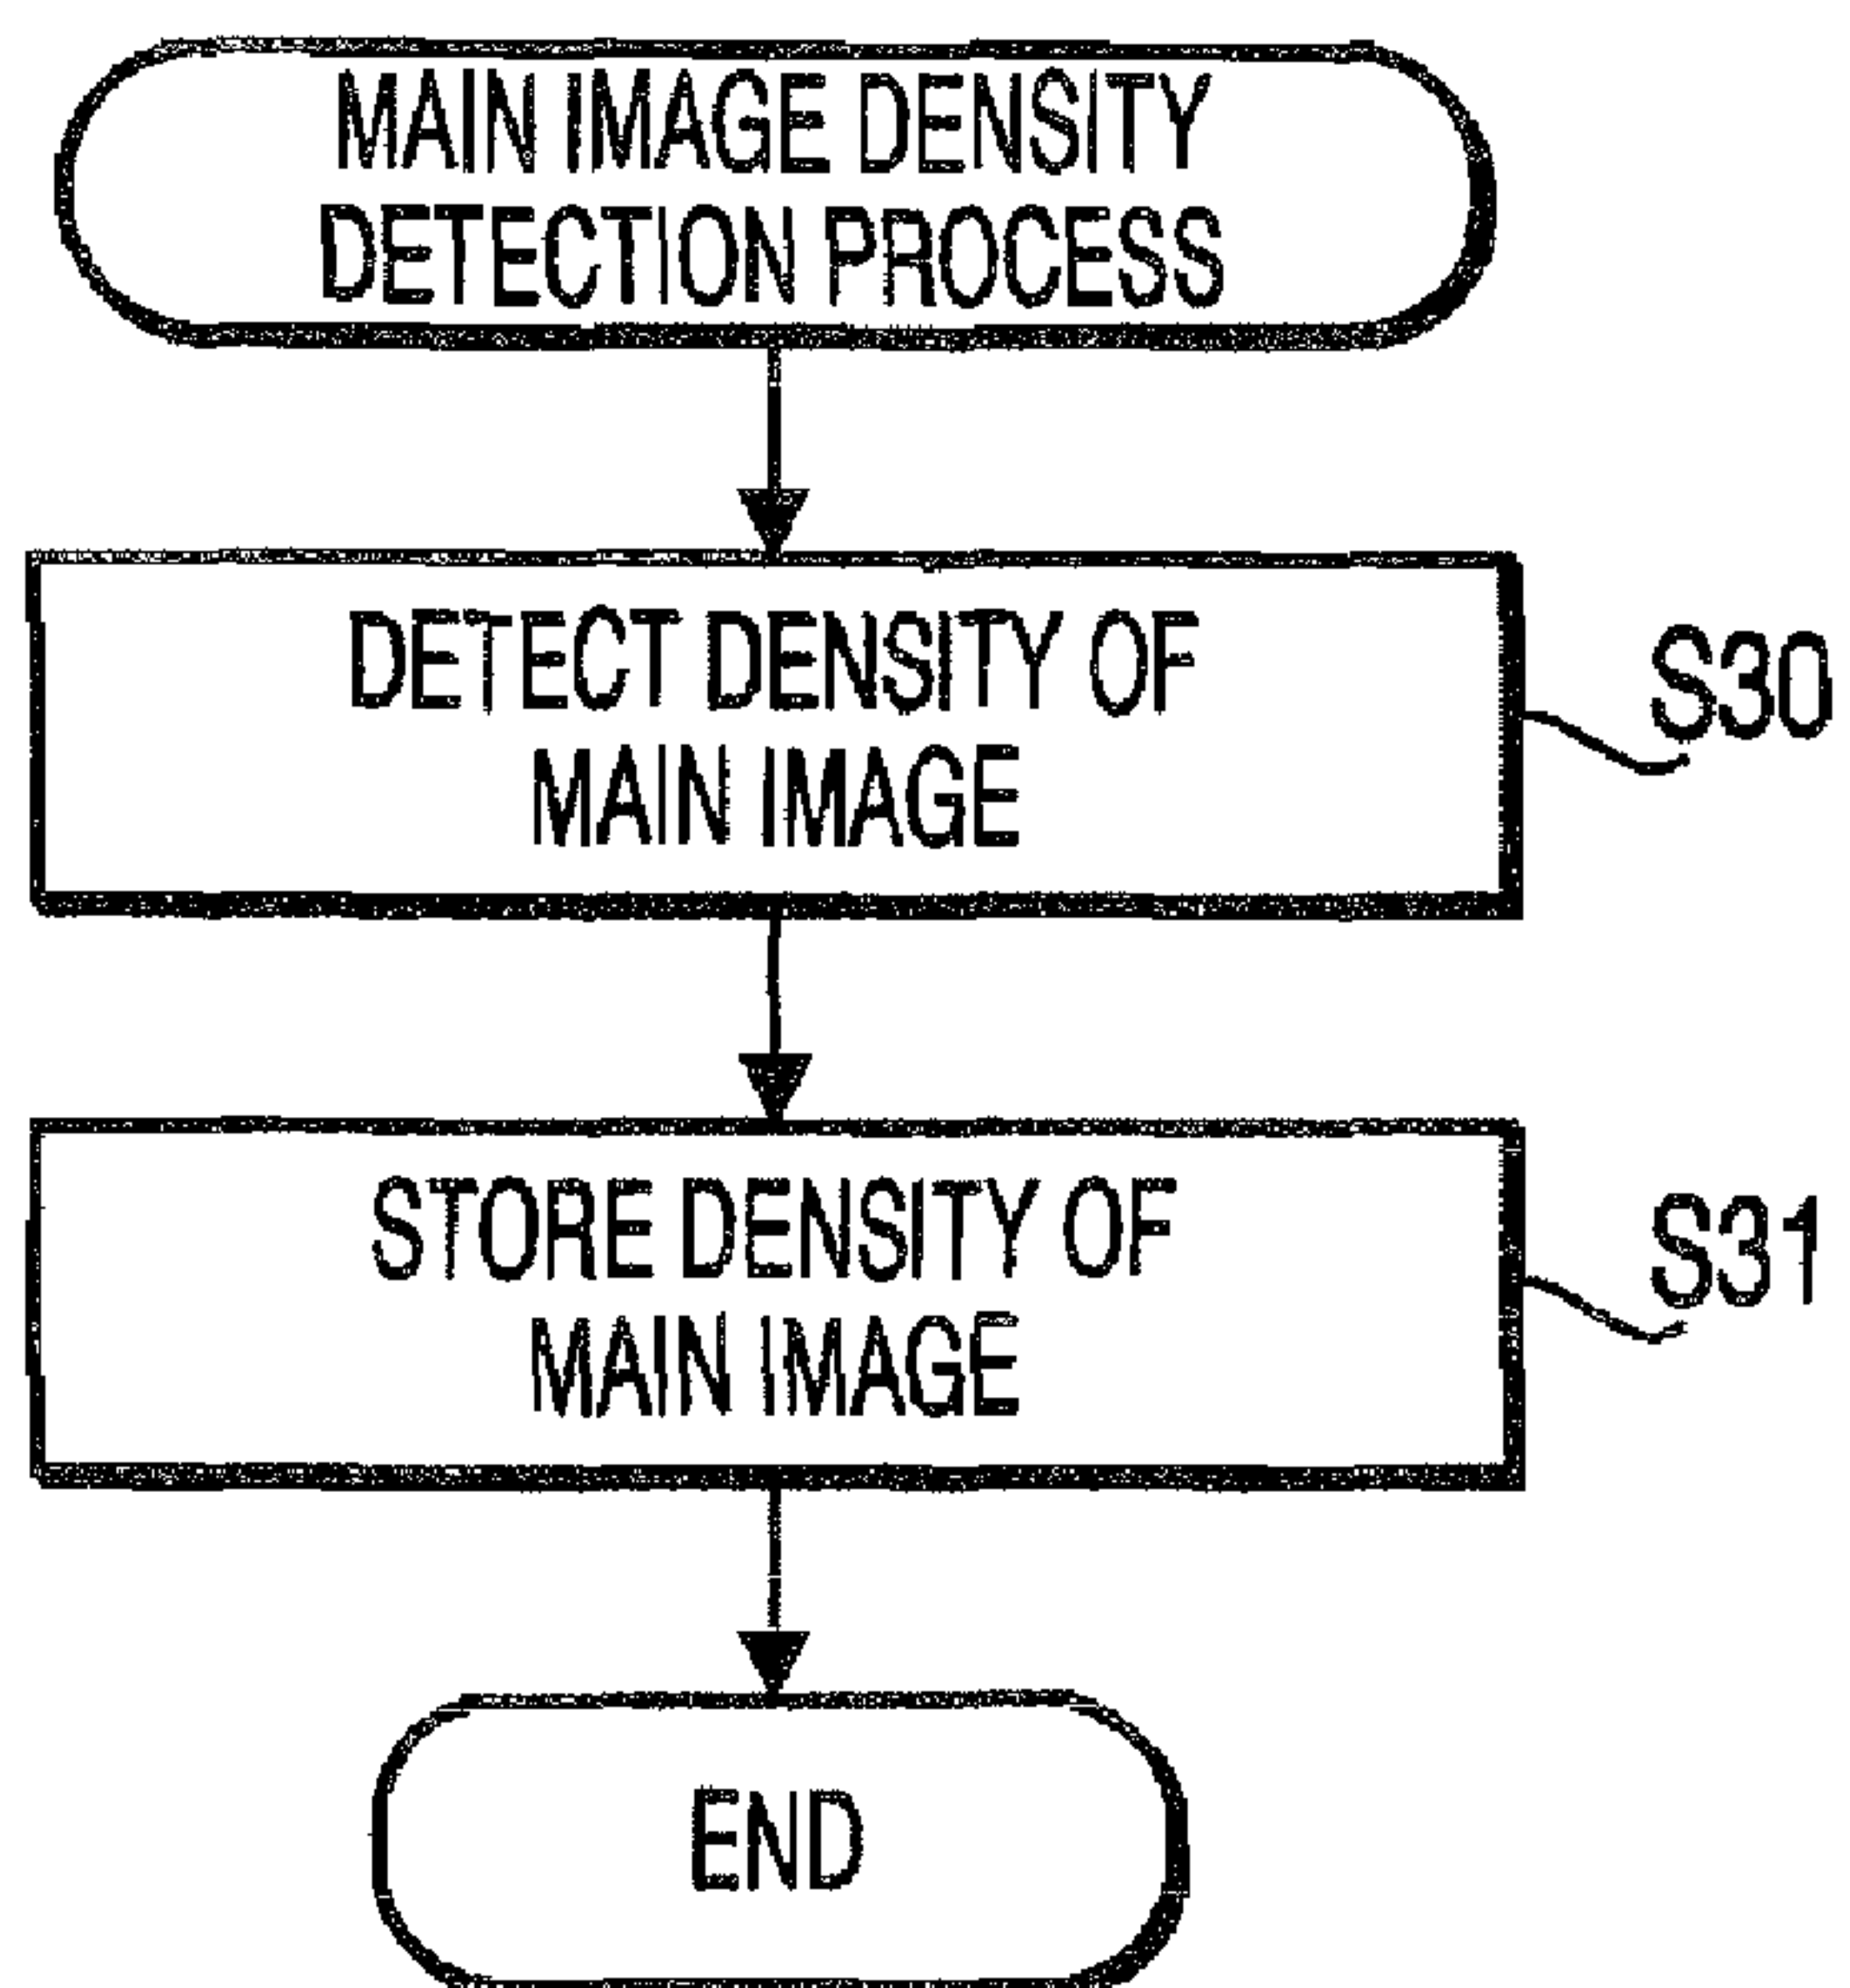 MAIN IMAGE DENSITY
DETECTION PROCESS
DETECT DENSITY OF
MAIN IMAGE
S30
STORE DENSITY OF
MAIN IMAGE
S31
END